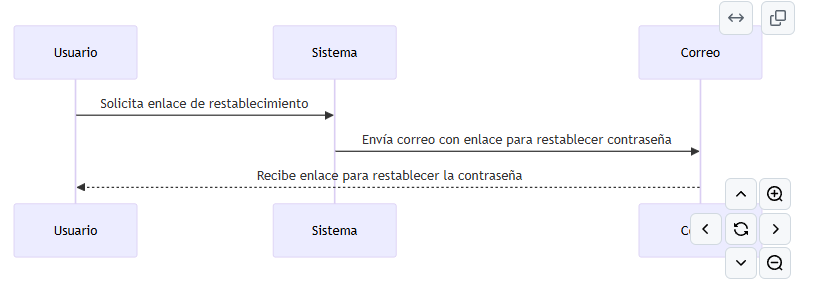 Usuario
Sistema
Correo
Solicita enlace de restablecimiento
Envía correo con enlace para restablecer contraseña
Recibe enlace para restablecer la contraseña
Usuario
Sistema